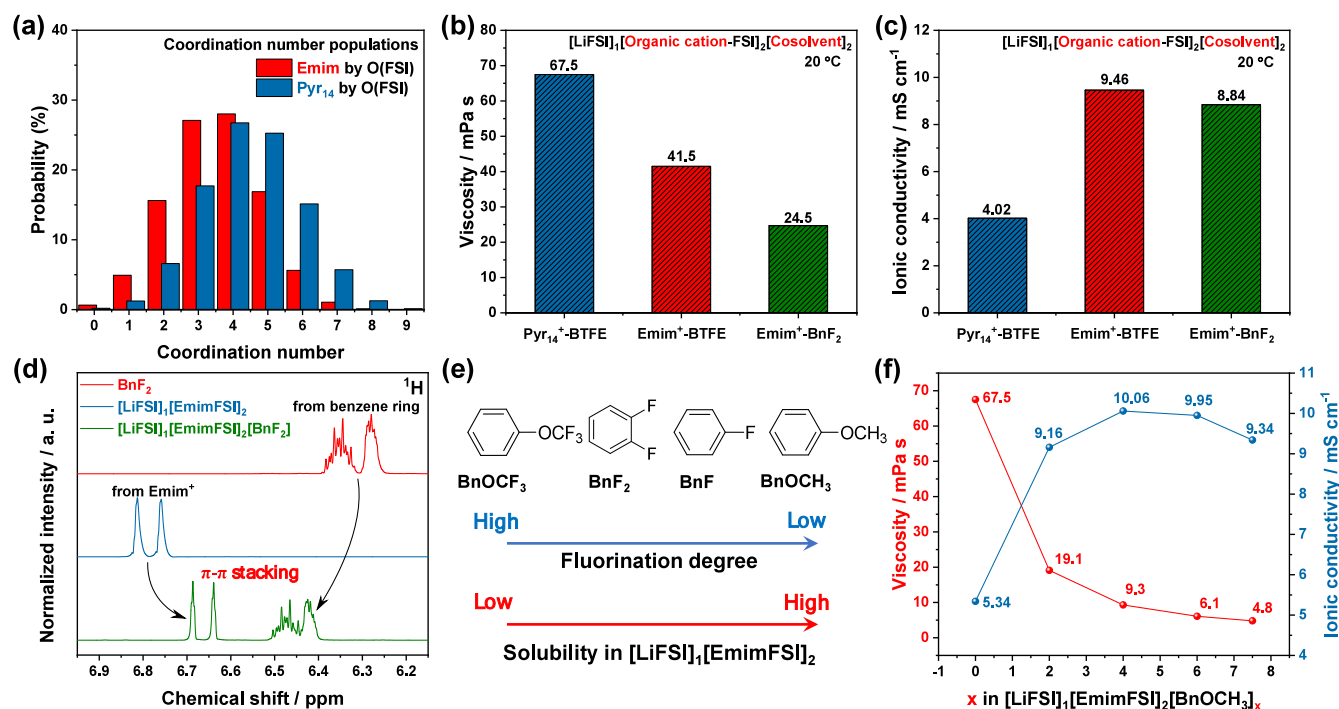 (a)
40
30
20
10
0
Probability (%)
Coordination number populations
Emim by O(FSI)
Pyr₁₄ by O(FSI)
0 1 2 3 4 5 6 7 8 9
Coordination number
(b)
80
70
60
50
40
30
20
10
0
Viscosity / mPa s
[LiFSI]₁[Organic cation-FSI]₂[Cosolvent]₂
20 °C
67.5
41.5
24.5
Pyr₁₄⁺-BTFE Emim⁺-BTFE Emim⁺-BnF₂
(c)
12
10
8
6
4
2
0
Ionic conductivity / mS cm⁻¹
[LiFSI]₁[Organic cation-FSI]₂[Cosolvent]₂
20 °C
4.02
9.46
8.84
Pyr₁₄⁺-BTFE Emim⁺-BTFE Emim⁺-BnF₂
(d)
Normalized intensity / a. u.
BnF₂
[LiFSI]₁[EmimFSI]₂
[LiFSI]₁[EmimFSI]₂[BnF₂]
¹H
from benzene ring
from Emim⁺
π-π stacking
6.9 6.8 6.7 6.6 6.5 6.4 6.3 6.2
Chemical shift / ppm
(e)
OCF₃
F
F
F
OCH₃
BnOCF₃ BnF₂ BnF BnOCH₃
High Low
Fluorination degree
Low High
Solubility in [LiFSI]₁[EmimFSI]₂
(f)
70
60
50
40
30
20
10
0
Viscosity / mPa s
67.5
19.1
9.3
6.1
4.8
5.34
9.16
10.06
9.95
9.34
11
10
9
8
7
6
5
4
Ionic conductivity / mS cm⁻¹
-1 0 1 2 3 4 5 6 7 8
x in [LiFSI]₁[EmimFSI]₂[BnOCH₃]ₓ